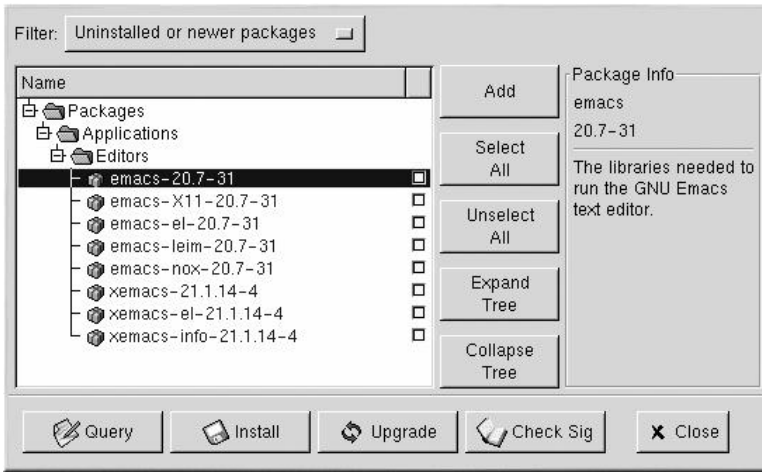 Filter: Uninstalled or newer packages
Name
Packages
Applications
Editors
emacs-20.7-31
emacs-X11-20.7-31
emacs-el-20.7-31
emacs-leim-20.7-31
emacs-nox-20.7-31
xemacs-21.1.14-4
xemacs-el-21.1.14-4
xemacs-info-21.1.14-4
Add
Select
All
Unselect
All
Expand
Tree
Collapse
Tree
Package Info
emacs
20.7-31
The libraries needed to
run the GNU Emacs
text editor.
Query
Install
Upgrade
Check Sig
Close